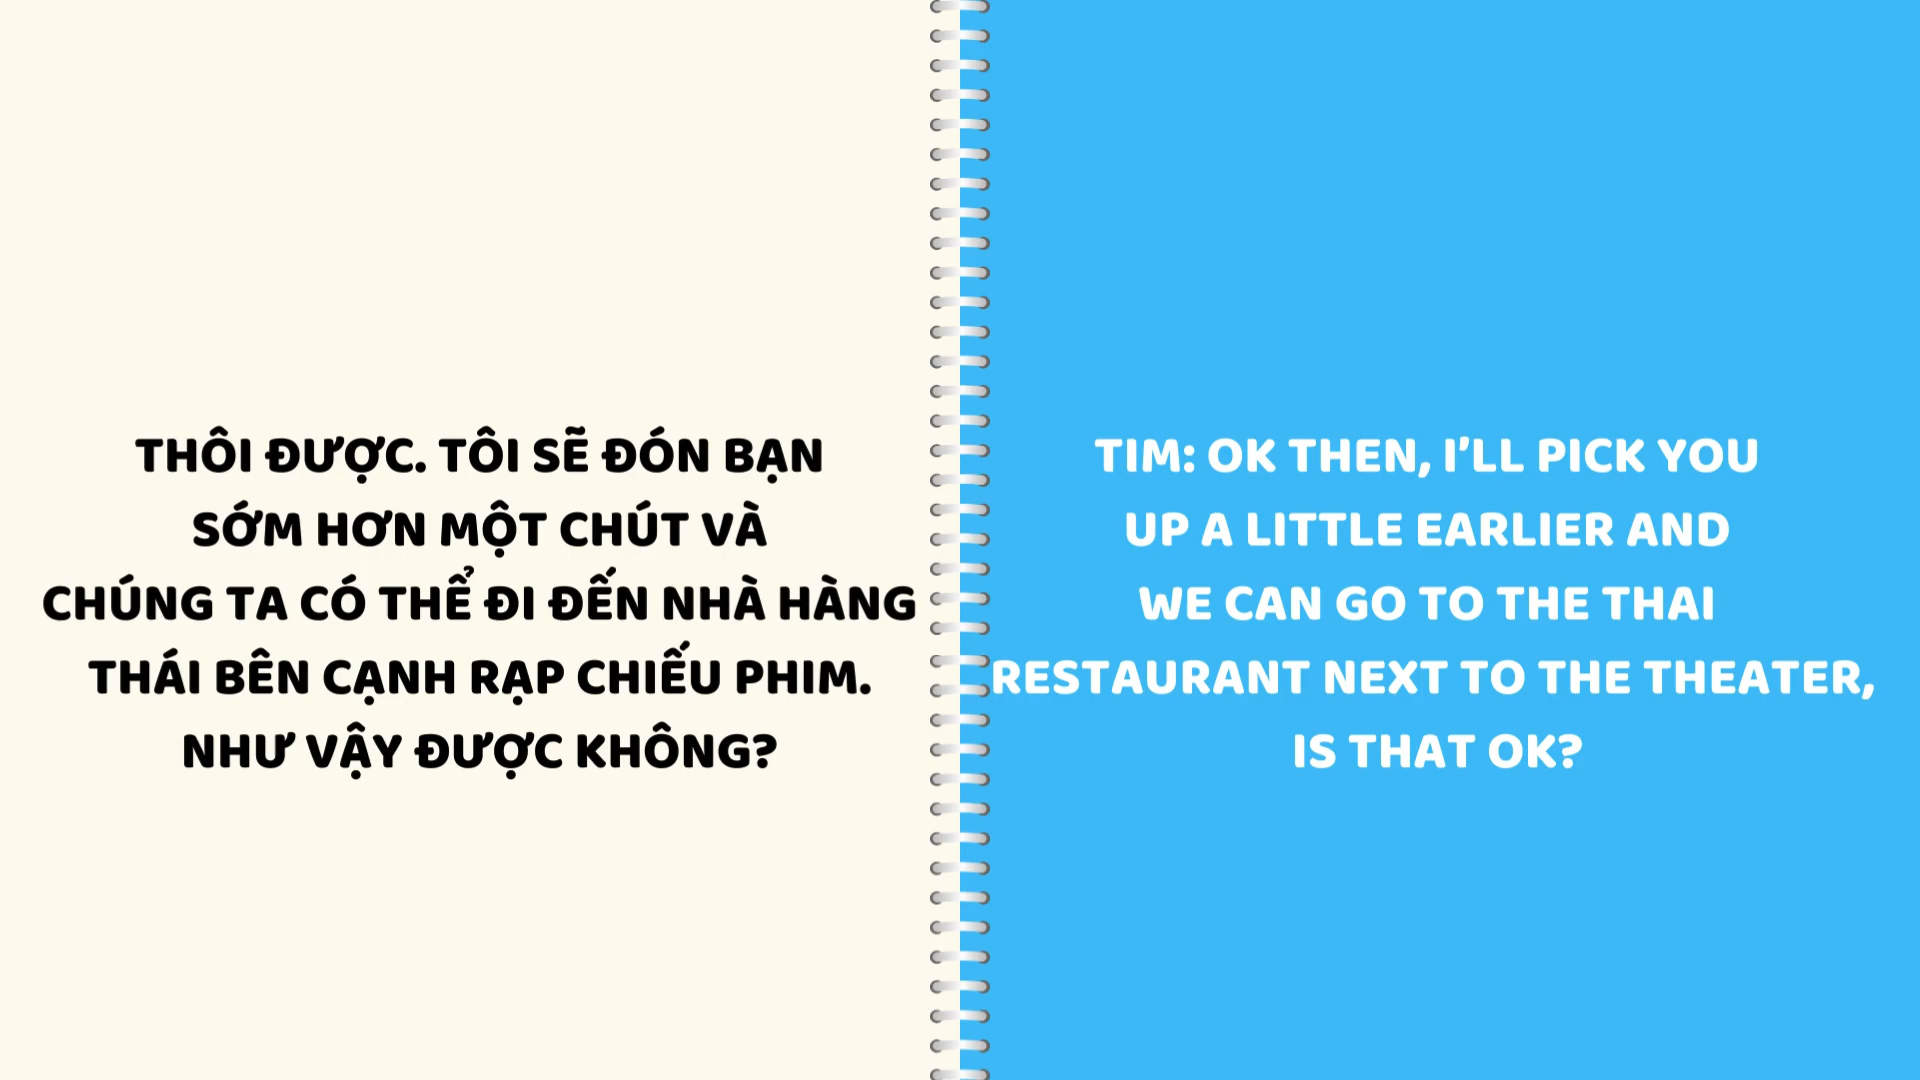 THÔI ĐƯỢC. TÔI SẼ ĐÓN BẠN
SỚM HƠN MỘT CHÚT VÀ
CHÚNG TA CÓ THỂ ĐI ĐẾN NHÀ HÀNG
THÁI BÊN CẠNH RẠP CHIẾU PHIM.
NHƯ VẬY ĐƯỢC KHÔNG?
TIM: OK THEN, I'LL PICK YOU
UP A LITTLE EARLIER AND
WE CAN GO TO THE THAI
RESTAURANT NEXT TO THE THEATER,
IS THAT OK?